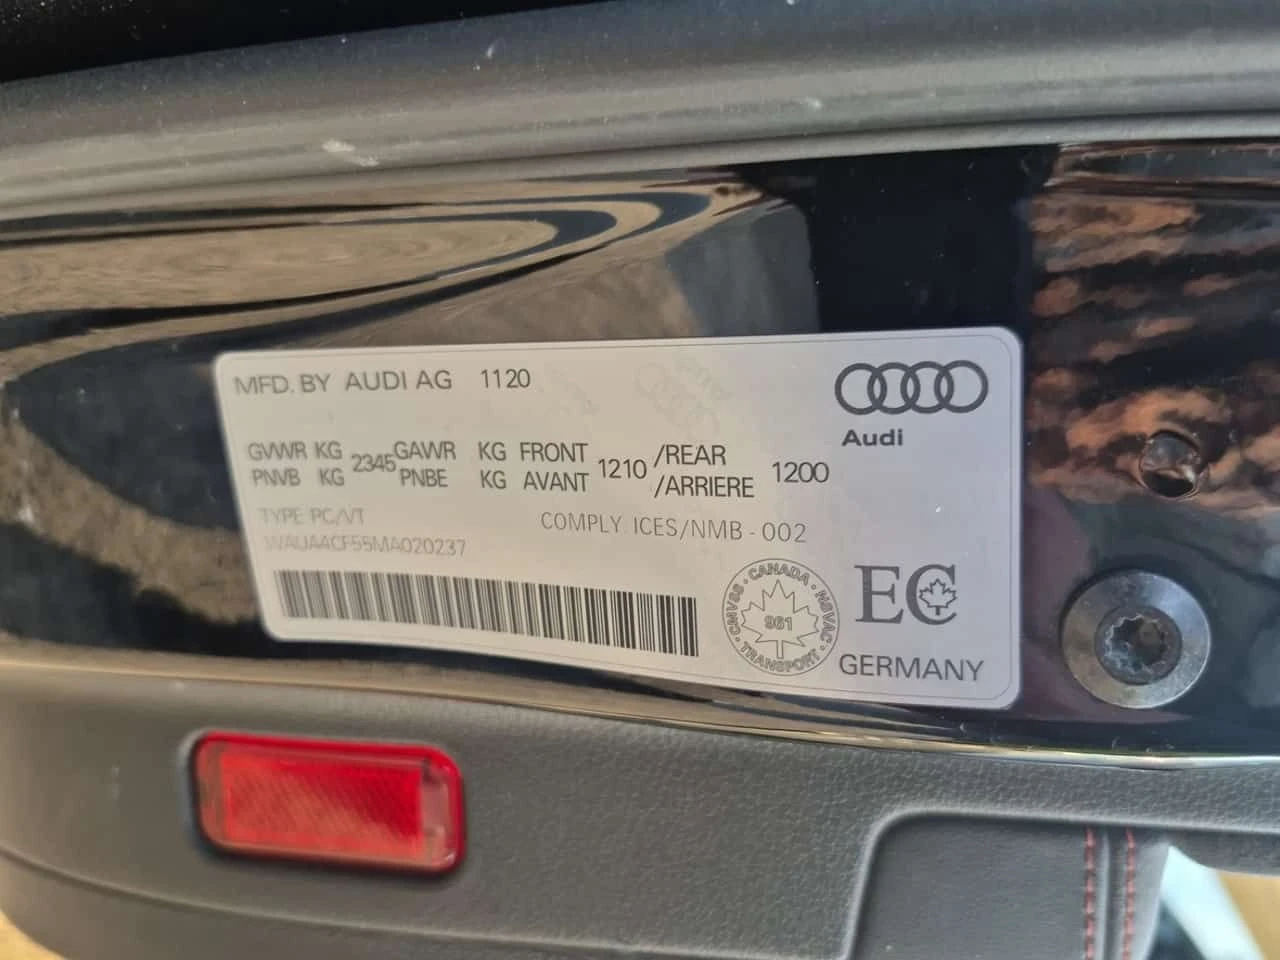 MFD. BY AUDI AG 1120
Audi
GVWR KG 2345 GAWR KG FRONT 1210 /REAR 1200
PNVB KG PNBE KG AVANT /ARRIERE
TYPE PC/VT COMPLY. ICES/NMB - 002
WAUA4CF55MA020237
CANADA · NSVAC · TRANSPORT · CMVSS ·
961
EC
GERMANY